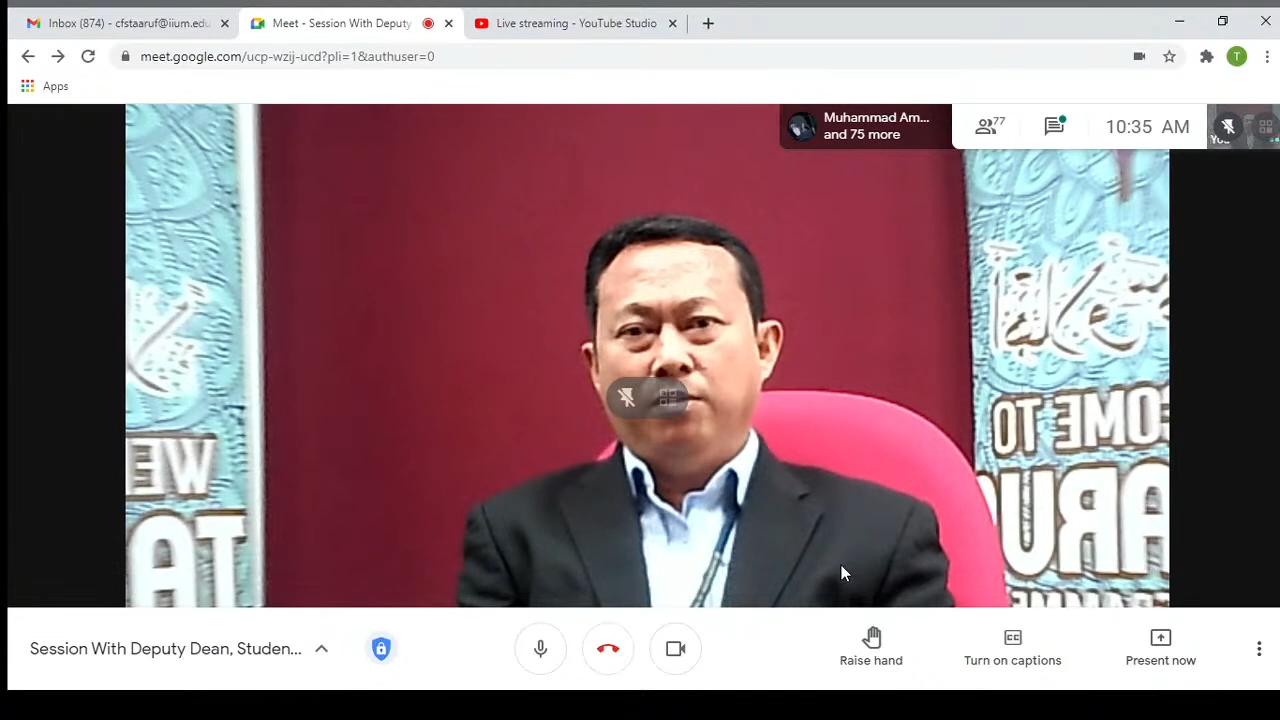 Inbox (874) - cfstaaruf@iium.edu
Meet - Session With Deputy
Live streaming - YouTube Studio
meet.google.com/ucp-wzij-ucd?pli=1&authuser=0
T
Apps
Muhammad Am...
and 75 more
77
10:35 AM
You
WE
TA
COME TO
ARU
Session With Deputy Dean, Studen...
Raise hand
Turn on captions
Present now